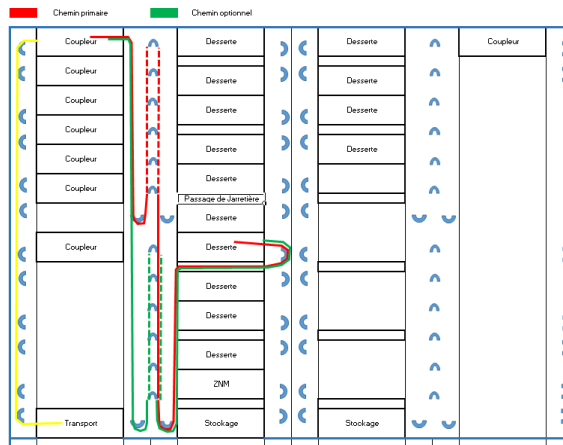 Chemin primaire Chemin optionnel
Coupleur Desserte Desserte Coupleur
Coupleur
Desserte Desserte
Coupleur
Desserte Desserte
Coupleur
Desserte Desserte
Coupleur
Coupleur Desserte
Passage de Jarretière
Desserte
Coupleur Desserte
Desserte
Desserte
Desserte
ZNM
Transport Stockage Stockage